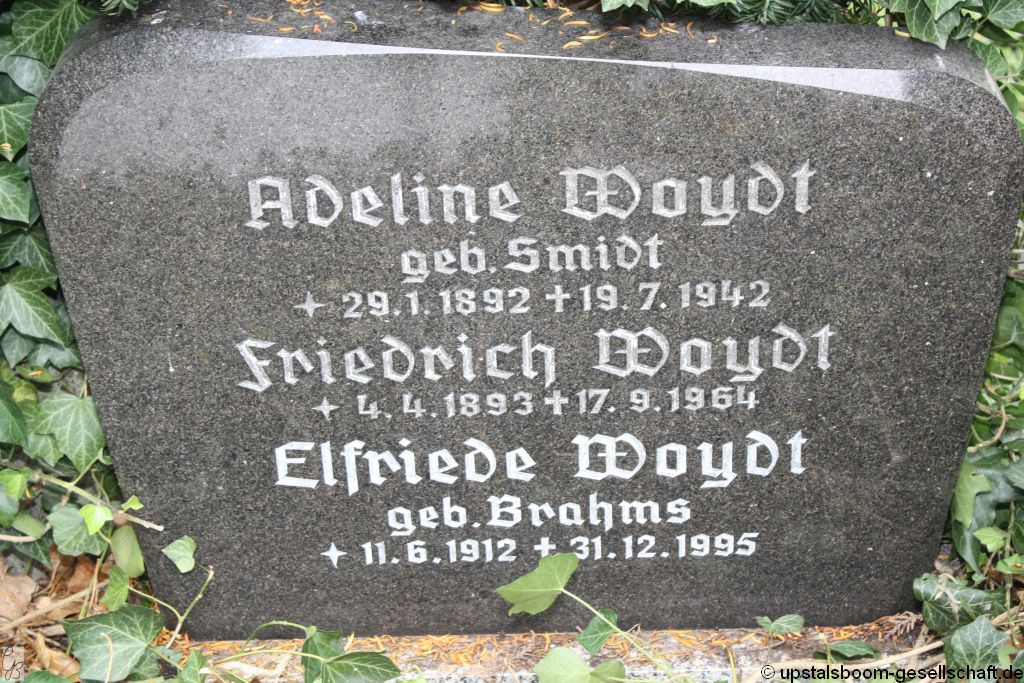 Adeline Woydt
geb. Smidt
✦ 29.1.1892 ✝ 19.7.1942
Friedrich Woydt
✦ 4.4.1893 ✝ 17.9.1964
Elfriede Woydt
geb. Brahms
✦ 11.6.1912 ✝ 31.12.1995
© upstalsboom-gesellschaft.de